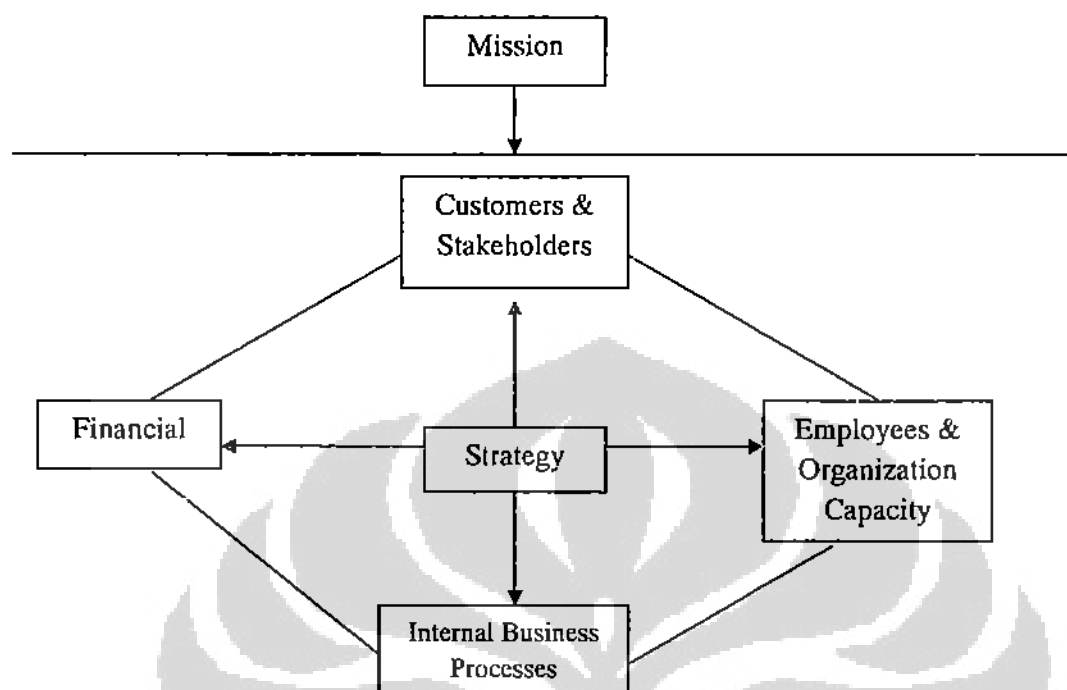 Mission
Customers &
Stakeholders
Financial
Strategy
Employees &
Organization
Capacity
Internal Business
Processes